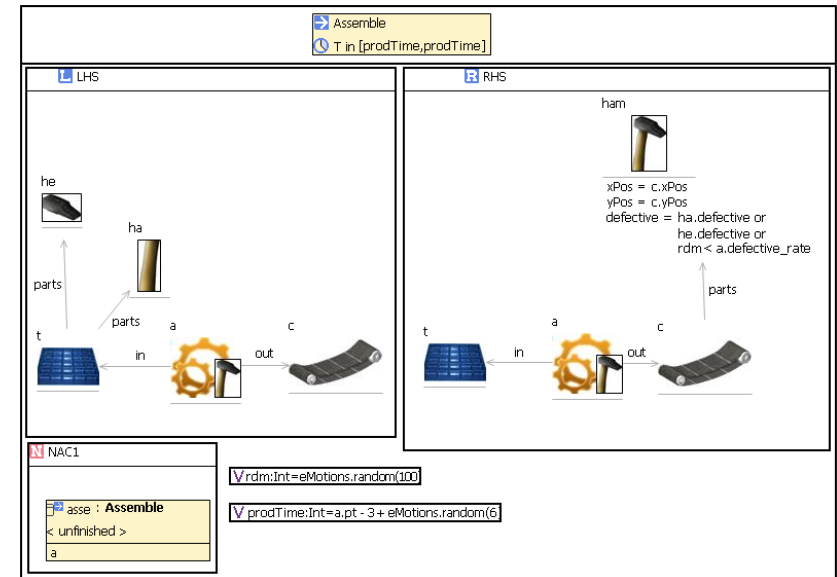 Assemble
T in [prodTime,prodTime]
L LHS
he
ha
parts
parts
t
a
c
in
out
R RHS
ham
xPos = c.xPos
yPos = c.yPos
defective = ha.defective or
he.defective or
rdm < a.defective_rate
parts
t
a
c
in
out
N NAC1
asse : Assemble
< unfinished >
a
V rdm:Int=eMotions.random(100)
V prodTime:Int=a.pt - 3 + eMotions.random(6)